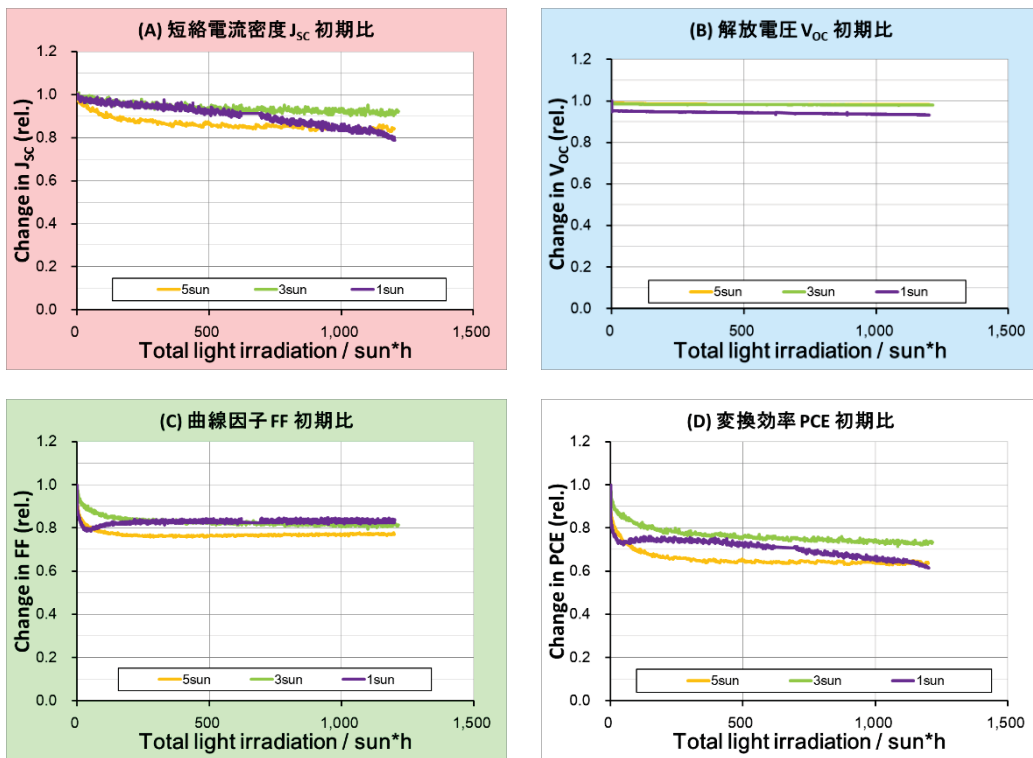 (A) 短絡電流密度 JSC 初期比
Change in JSC (rel.)
1.2
1.0
0.8
0.6
0.4
0.2
0.0
5sun 3sun 1sun
0 500 1,000 1,500
Total light irradiation / sun*h
(B) 解放電圧 VOC 初期比
Change in VOC (rel.)
1.2
1.0
0.8
0.6
0.4
0.2
0.0
5sun 3sun 1sun
0 500 1,000 1,500
Total light irradiation / sun*h
(C) 曲線因子 FF 初期比
Change in FF (rel.)
1.2
1.0
0.8
0.6
0.4
0.2
0.0
5sun 3sun 1sun
0 500 1,000 1,500
Total light irradiation / sun*h
(D) 変換効率 PCE 初期比
Change in PCE (rel.)
1.2
1.0
0.8
0.6
0.4
0.2
0.0
5sun 3sun 1sun
0 500 1,000 1,500
Total light irradiation / sun*h